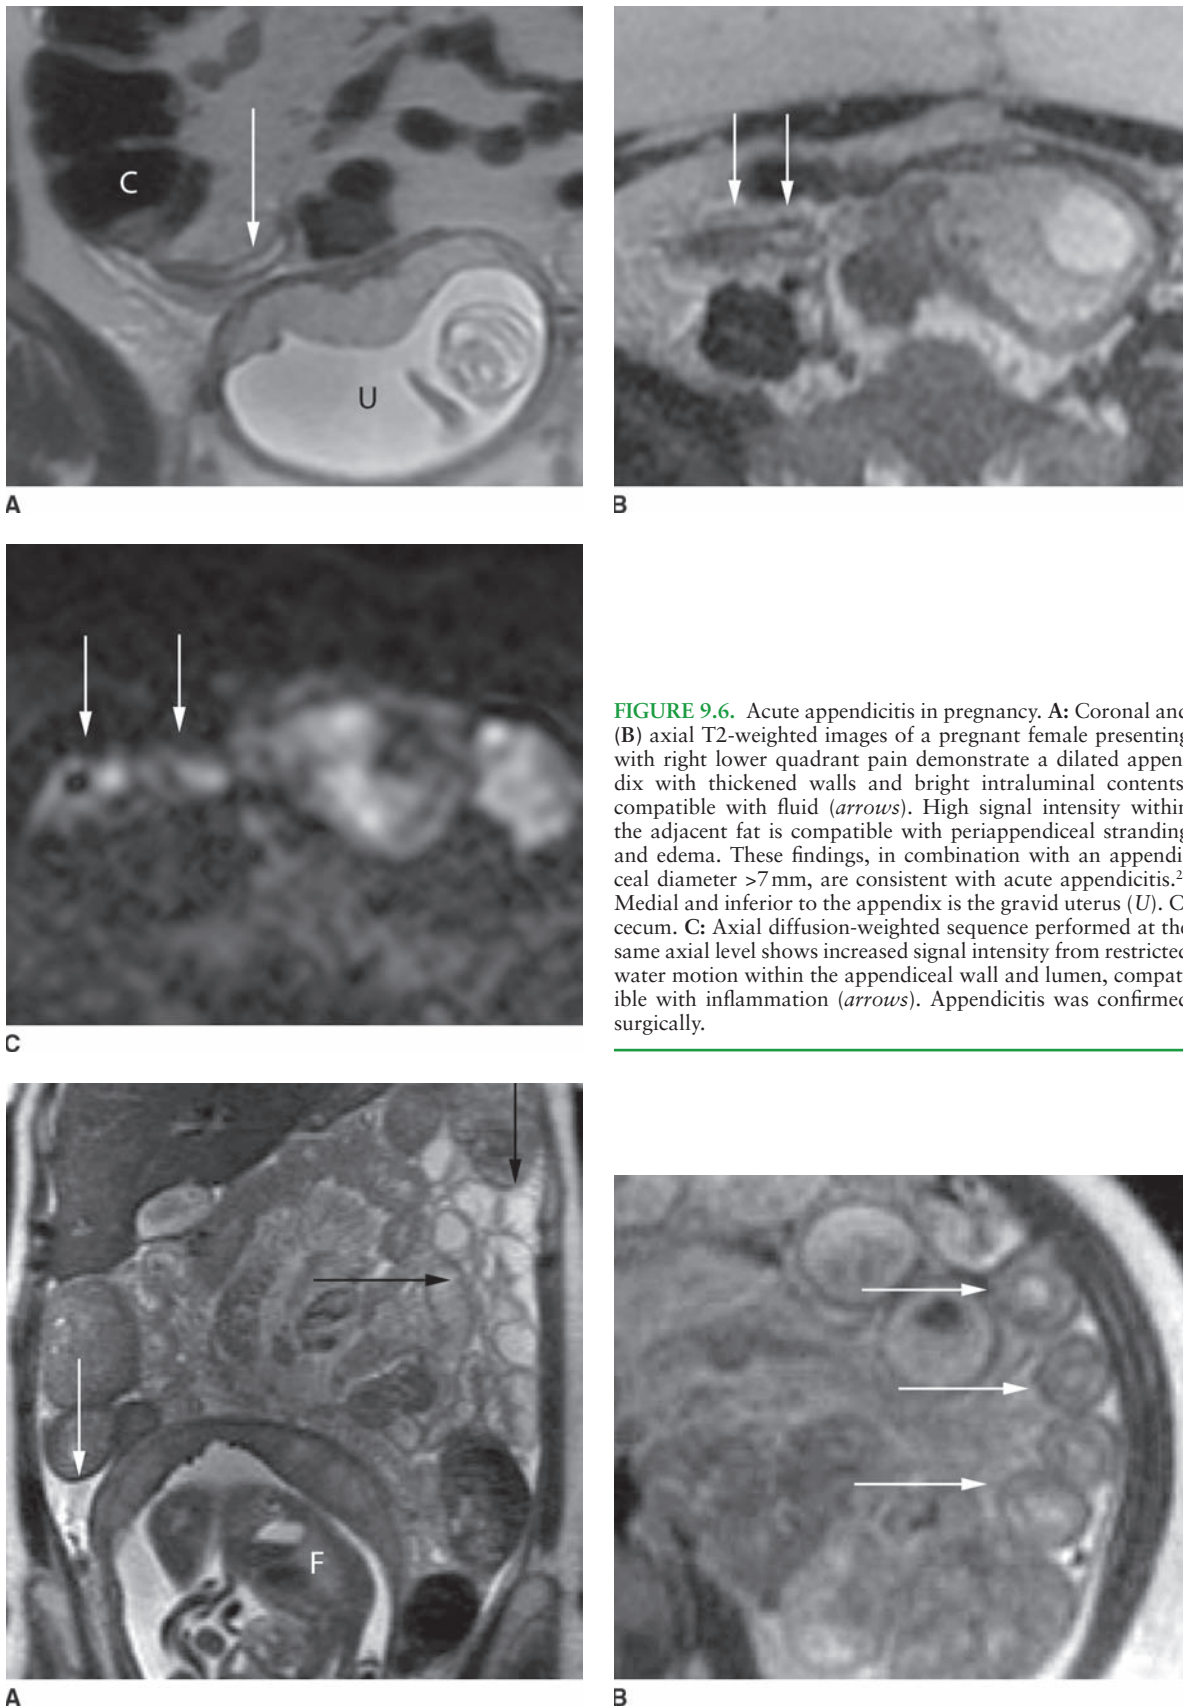 C
U
A
B
C
FIGURE 9.6. Acute appendicitis in pregnancy. A: Coronal and
(B) axial T2-weighted images of a pregnant female presenting
with right lower quadrant pain demonstrate a dilated appen
dix with thickened walls and bright intraluminal contents
compatible with fluid (arrows). High signal intensity within
the adjacent fat is compatible with periappendiceal stranding
and edema. These findings, in combination with an appendi
ceal diameter >7 mm, are consistent with acute appendicitis.2
Medial and inferior to the appendix is the gravid uterus (U). C
cecum. C: Axial diffusion-weighted sequence performed at the
same axial level shows increased signal intensity from restricted
water motion within the appendiceal wall and lumen, compat
ible with inflammation (arrows). Appendicitis was confirmed
surgically.
F
A
B